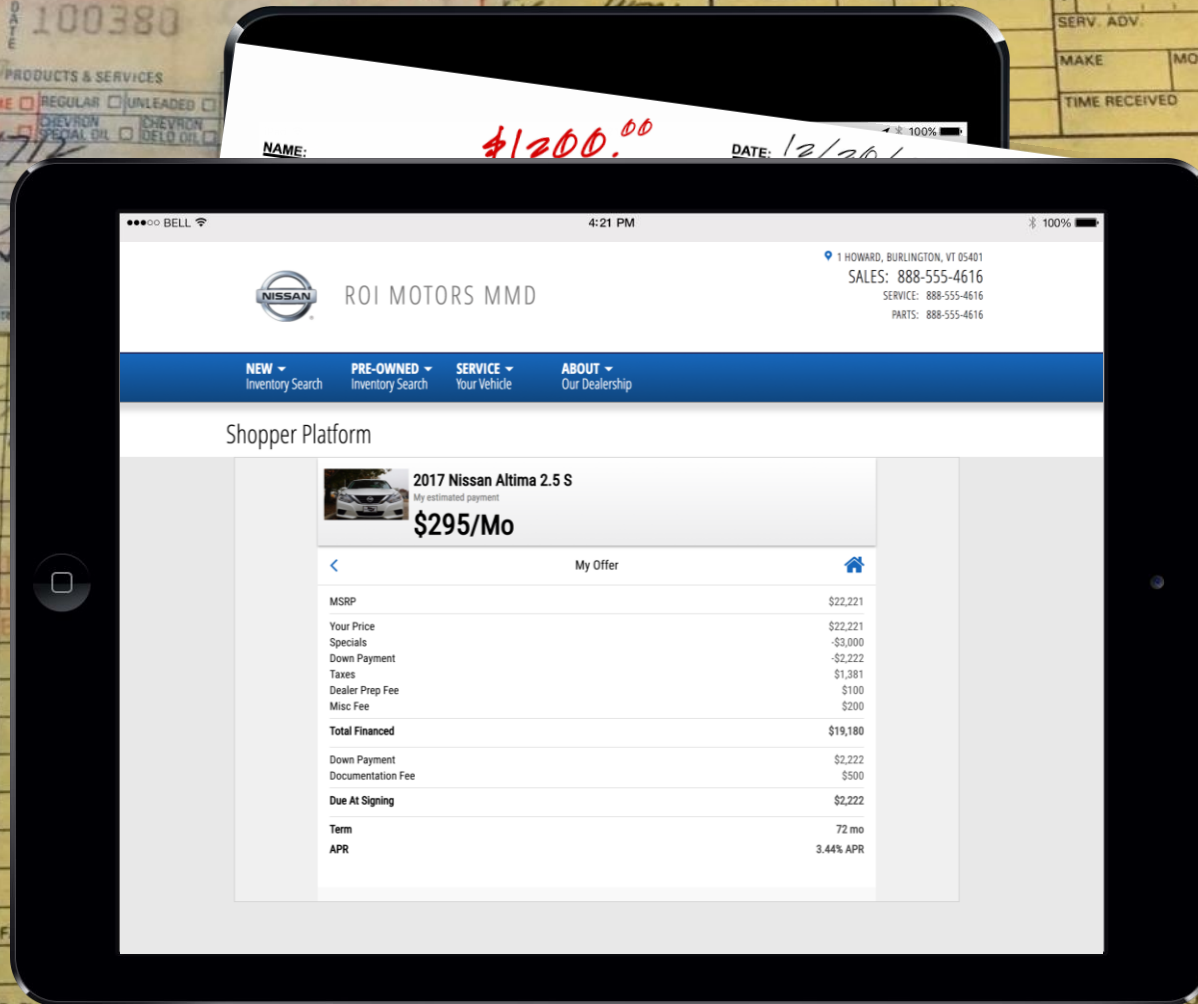 DATE
100380
SERV. ADV.
PRODUCTS & SERVICES
MAKE
REGULAR UNLEADED
TIME RECEIVED
CHEVRON SPECIAL OIL CHEVRON DELO OIL
100%
NAME: $1200.00 DATE: 12/20/
BELL 4:21 PM 100%
1 HOWARD, BURLINGTON, VT 05401
SALES: 888-555-4616
NISSAN ROI MOTORS MMD
SERVICE: 888-555-4616
PARTS: 888-555-4616
NEW PRE-OWNED SERVICE ABOUT
Inventory Search Inventory Search Your Vehicle Our Dealership
Shopper Platform
2017 Nissan Altima 2.5 S
My estimated payment
$295/Mo
My Offer
MSRP $22,221
Your Price $22,221
Specials -$3,000
Down Payment -$2,222
Taxes $1,381
Dealer Prep Fee $100
Misc Fee $200
Total Financed $19,180
Down Payment $2,222
Documentation Fee $500
Due At Signing $2,222
Term 72 mo
APR 3.44% APR